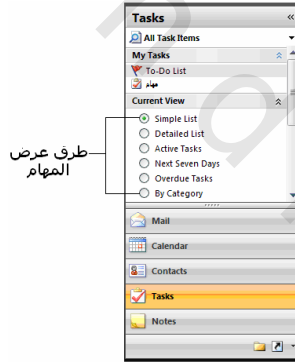 Tasks
All Task Items
My Tasks
To-Do List
مهام
Current View
Simple List
Detailed List
Active Tasks
Next Seven Days
Overdue Tasks
By Category
طرق عرض
المهام
Mail
Calendar
Contacts
Tasks
Notes